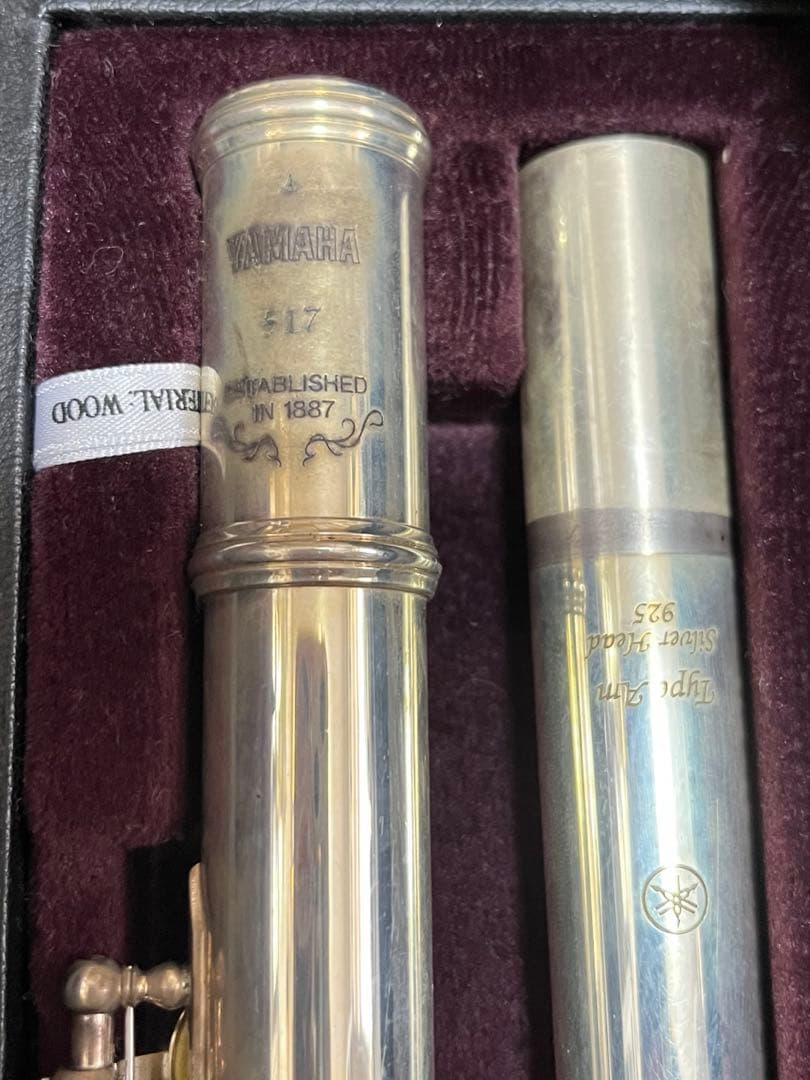 YAMAHA
517
ESTABLISHED
IN 1887
MATERIAL: WOOD
Type Am
Silver Head
925